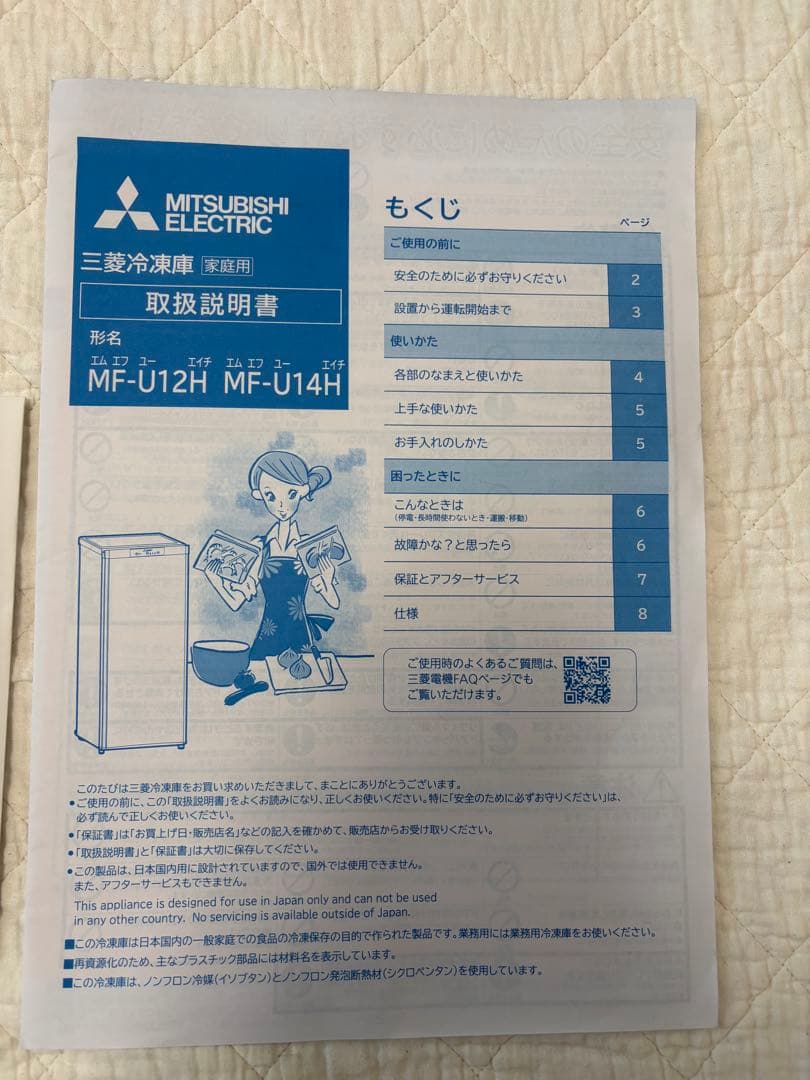 MITSUBISHI
ELECTRIC
三菱冷凍庫 家庭用
取扱説明書
形名
エム エフ ユー エイチ エム エフ ユー エイチ
MF-U12H MF-U14H
もくじ
ページ
ご使用の前に
安全のために必ずお守りください 2
設置から運転開始まで 3
使いかた
各部のなまえと使いかた 4
上手な使いかた 5
お手入れのしかた 5
困ったときに
こんなときは 6
(停電・長時間使わないとき・運搬・移動)
故障かな?と思ったら 6
保証とアフターサービス 7
仕様 8
ご使用時のよくあるご質問は、
三菱電機FAQページでも
ご覧いただけます。
このたびは三菱冷凍庫をお買い求めいただきまして、まことにありがとうございます。
●ご使用の前に、この「取扱説明書」をよくお読みになり、正しくお使いください。特に「安全のために必ずお守りください」は、
必ず読んで正しくお使いください。
●「保証書」は「お買上げ日・販売店名」などの記入を確かめて、販売店からお受け取りください。
●「取扱説明書」と「保証書」は大切に保存してください。
●この製品は、日本国内用に設計されていますので、国外では使用できません。
また、アフターサービスもできません。
This appliance is designed for use in Japan only and can not be used
in any other country. No servicing is available outside of Japan.
■この冷凍庫は日本国内の一般家庭での食品の冷凍保存の目的で作られた製品です。業務用には業務用冷凍庫をお使いください。
■再資源化のため、主なプラスチック部品には材料名を表示しています。
■この冷凍庫は、ノンフロン冷媒(イソブタン)とノンフロン発泡断熱材(シクロペンタン)を使用しています。